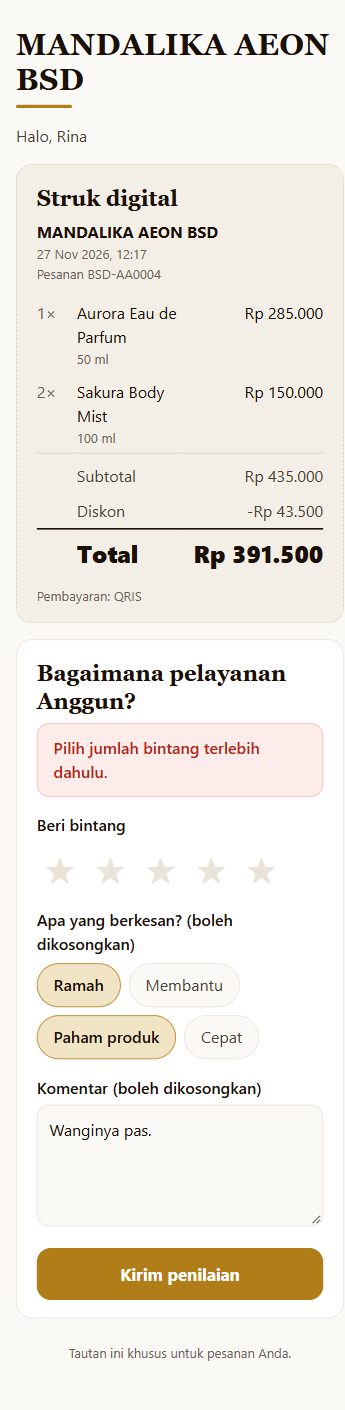 MANDALIKA AEON
BSD
Halo, Rina
Struk digital
MANDALIKA AEON BSD
27 Nov 2026, 12:17
Pesanan BSD-AA0004
1× Aurora Eau de Rp 285.000
Parfum
50 ml
2× Sakura Body Rp 150.000
Mist
100 ml
Subtotal Rp 435.000
Diskon -Rp 43.500
Total Rp 391.500
Pembayaran: QRIS
Bagaimana pelayanan
Anggun?
Pilih jumlah bintang terlebih
dahulu.
Beri bintang
Apa yang berkesan? (boleh
dikosongkan)
Ramah Membantu
Paham produk Cepat
Komentar (boleh dikosongkan)
Wanginya pas.
Kirim penilaian
Tautan ini khusus untuk pesanan Anda.